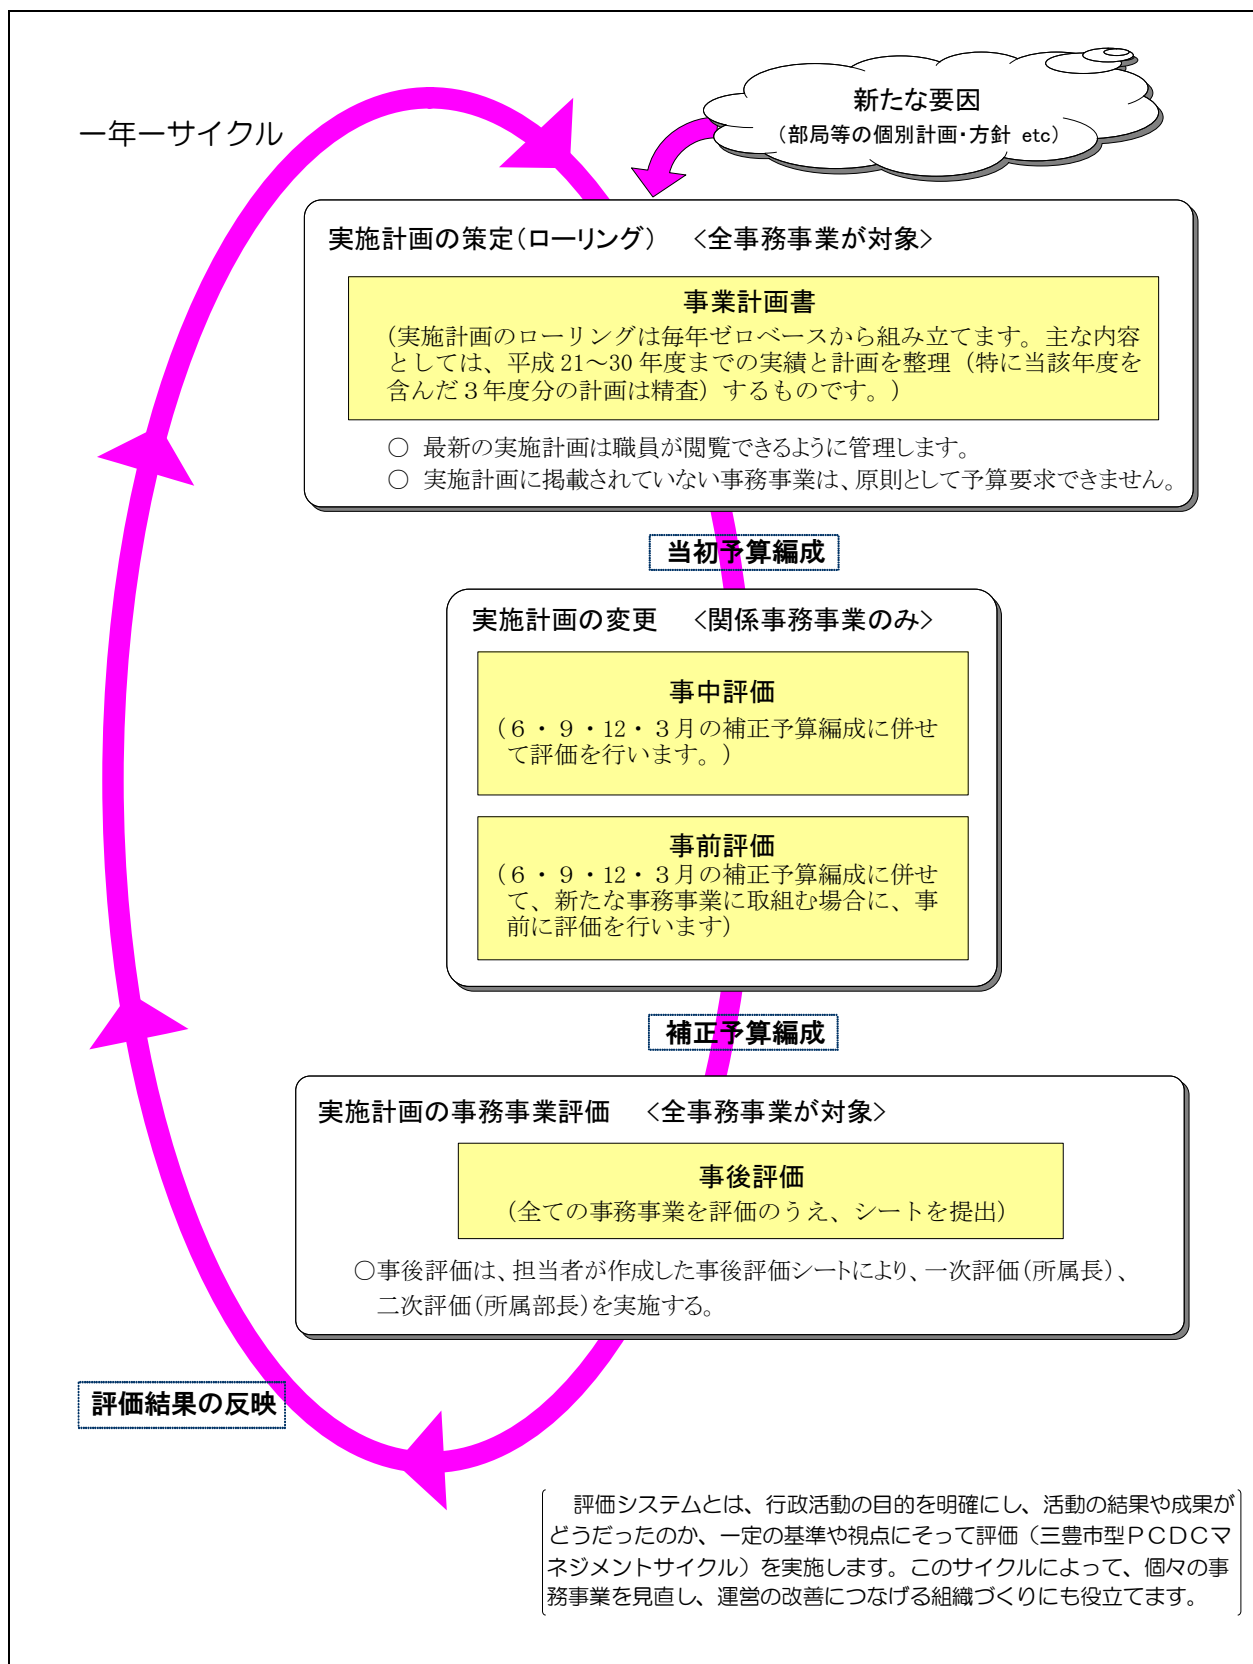 一年一サイクル
新たな要因
（部局等の個別計画・方針 etc）
実施計画の策定（ローリング）　＜全事務事業が対象＞
事業計画書
（実施計画のローリングは毎年ゼロベースから組み立てます。主な内容
としては、平成 21～30 年度までの実績と計画を整理（特に当該年度を
含んだ３年度分の計画は精査）するものです。）
○ 最新の実施計画は職員が閲覧できるように管理します。
○ 実施計画に掲載されていない事務事業は、原則として予算要求できません。
当初予算編成
実施計画の変更　＜関係事務事業のみ＞
事中評価
（６・９・12・３月の補正予算編成に併せ
て評価を行います。）
事前評価
（６・９・12・３月の補正予算編成に併せ
て、新たな事務事業に取組む場合に、事
前に評価を行います）
補正予算編成
実施計画の事務事業評価　＜全事務事業が対象＞
事後評価
（全ての事務事業を評価のうえ、シートを提出）
○事後評価は、担当者が作成した事後評価シートにより、一次評価（所属長）、
二次評価（所属部長）を実施する。
評価結果の反映
評価システムとは、行政活動の目的を明確にし、活動の結果や成果が
どうだったのか、一定の基準や視点にそって評価（三豊市型ＰＣＤＣマ
ネジメントサイクル）を実施します。このサイクルによって、個々の事
務事業を見直し、運営の改善につなげる組織づくりにも役立てます。